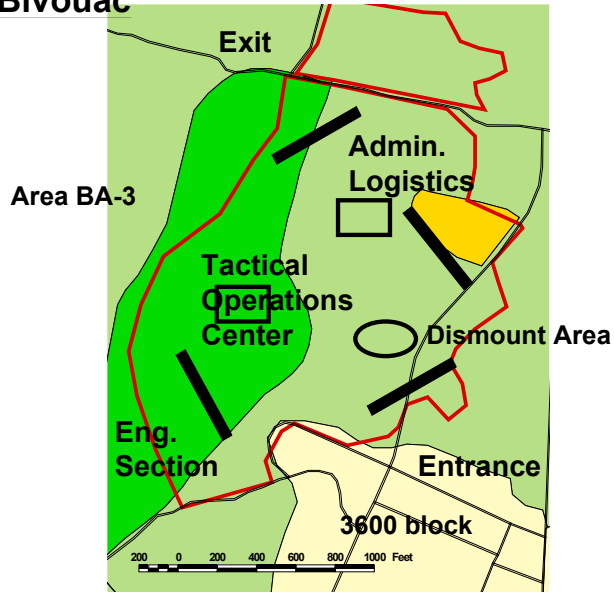 Bivouac
Exit
Admin.
Logistics
Area BA-3
Tactical
Operations
Center
Dismount Area
Eng.
Section
Entrance
3600 block
200 0 200 400 600 800 1000 Feet